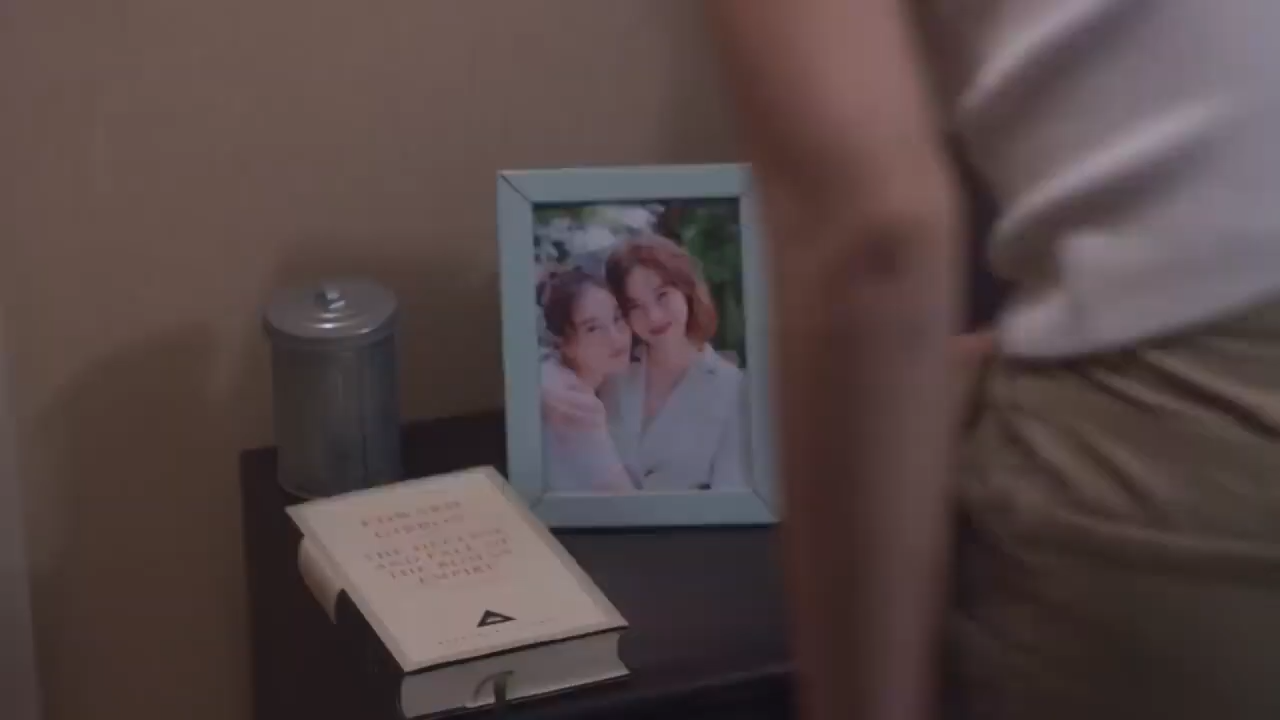 EDWARD
GIBBON
THE DECLINE
AND FALL OF
THE ROMAN
EMPIRE